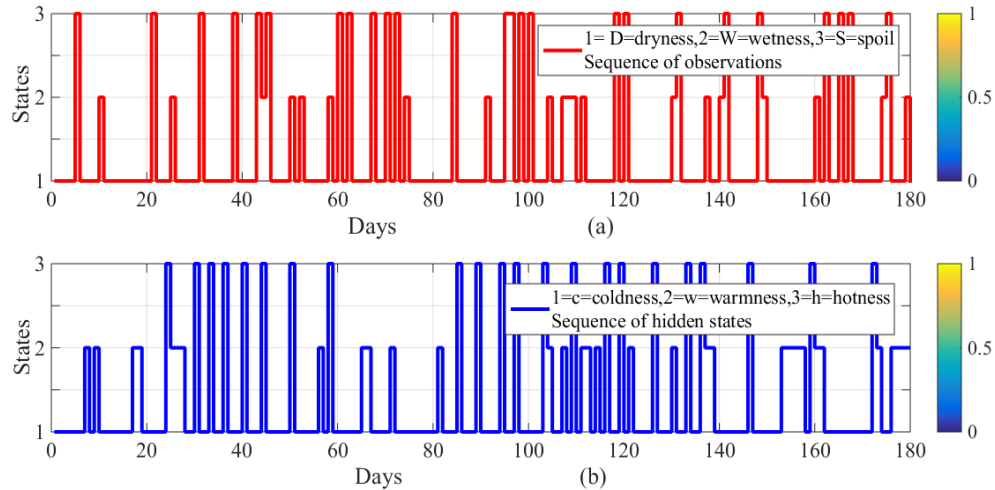 3
1= D=dryness,2=W=wetness,3=S=spoil
Sequence of observations
States
2
1
0 20 40 60 80 100 120 140 160 180
Days (a)
1
0.5
0
3
1=c=coldness,2=w=warmness,3=h=hotness
Sequence of hidden states
States
2
1
0 20 40 60 80 100 120 140 160 180
Days (b)
1
0.5
0